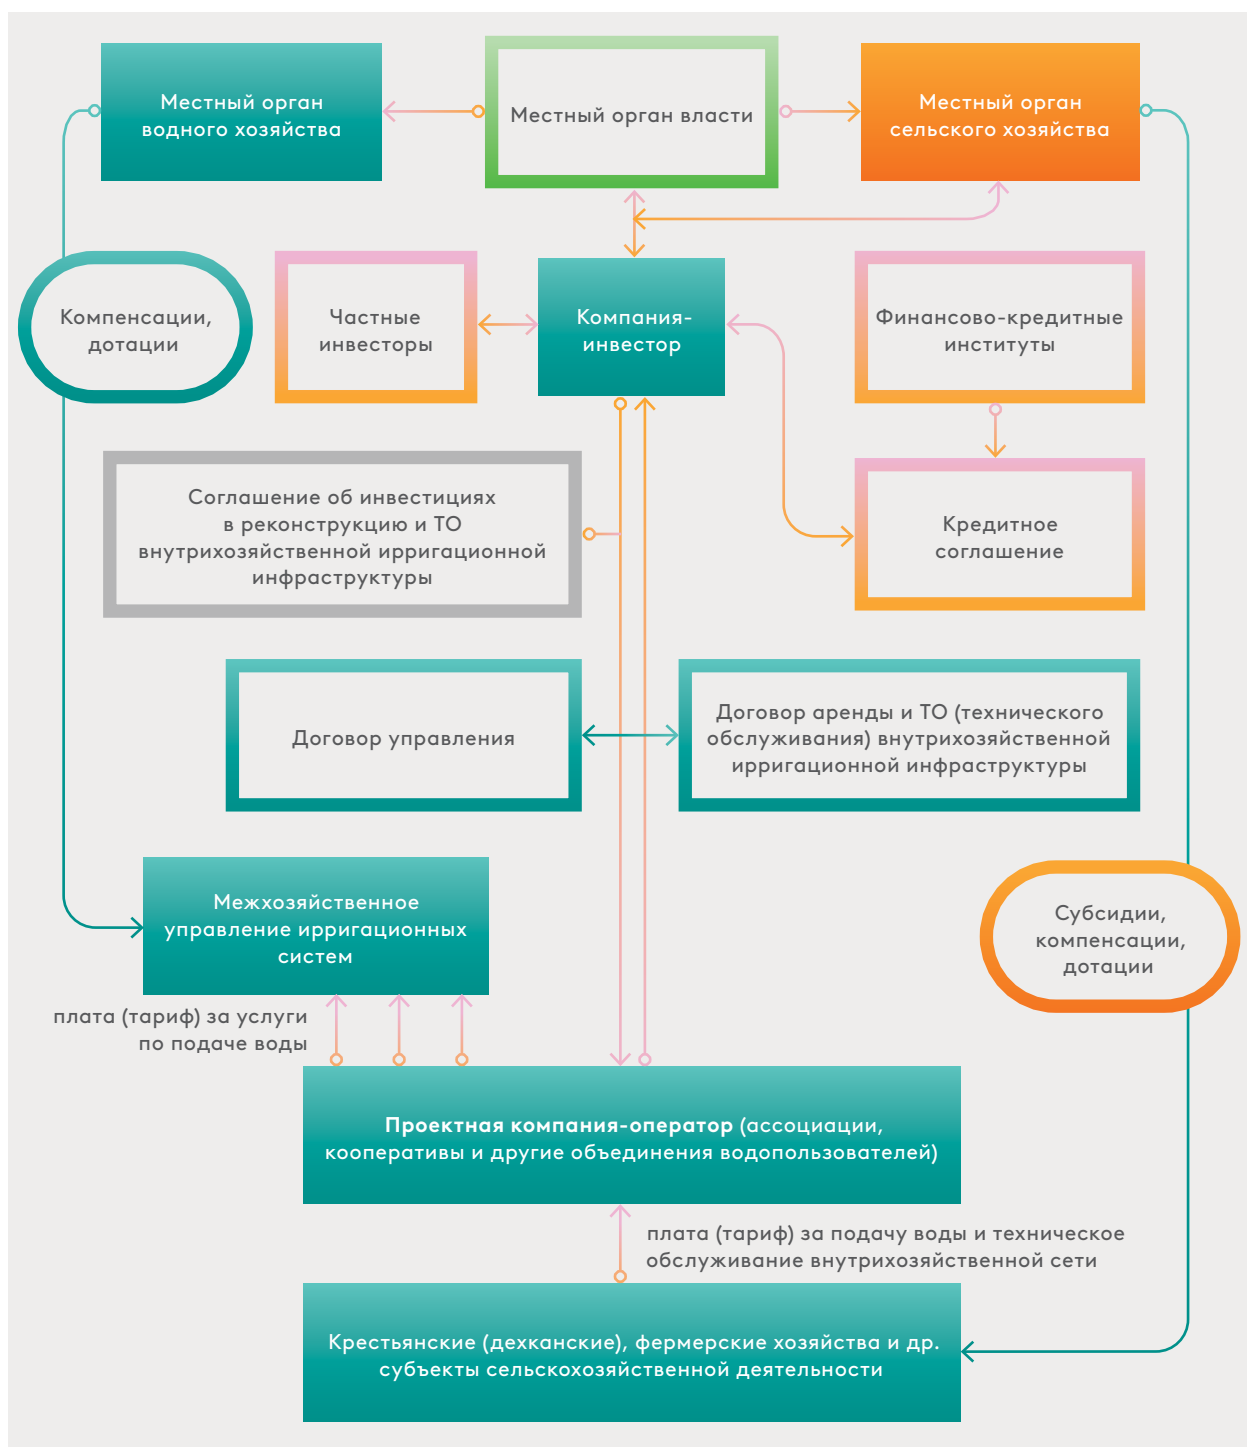 Местный орган
водного хозяйства
Местный орган власти
Местный орган
сельского хозяйства
Компенсации,
дотации
Частные
инвесторы
Компания-
инвестор
Финансово-кредитные
институты
Соглашение об инвестициях
в реконструкцию и ТО
внутрихозяйственной ирригационной
инфраструктуры
Кредитное
соглашение
Договор управления
Договор аренды и ТО (технического
обслуживания) внутрихозяйственной
ирригационной инфраструктуры
Межхозяйственное
управление ирригационных
систем
Субсидии,
компенсации,
дотации
плата (тариф) за услуги
по подаче воды
Проектная компания-оператор (ассоциации,
кооперативы и другие объединения водопользователей)
плата (тариф) за подачу воды и техническое
обслуживание внутрихозяйственной сети
Крестьянские (дехканские), фермерские хозяйства и др.
субъекты сельскохозяйственной деятельности